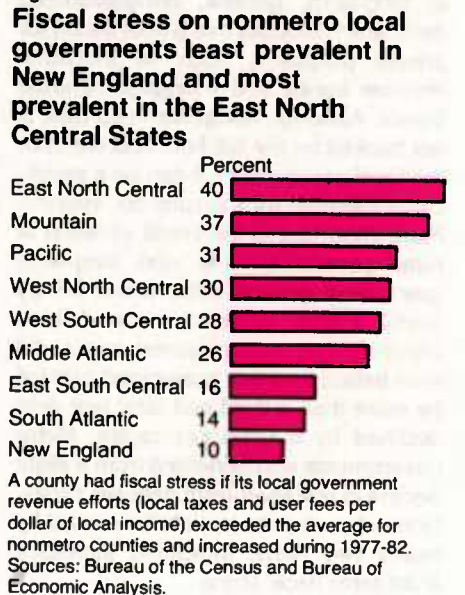 Fiscal stress on nonmetro local
governments least prevalent In
New England and most
prevalent in the East North
Central States
Percent
East North Central 40
Mountain 37
Pacific 31
West North Central 30
West South Central 28
Middle Atlantic 26
East South Central 16
South Atlantic 14
New England 10
A county had fiscal stress if its local government
revenue efforts (local taxes and user fees per
dollar of local income) exceeded the average for
nonmetro counties and increased during 1977-82.
Sources: Bureau of the Census and Bureau of
Economic Analysis.